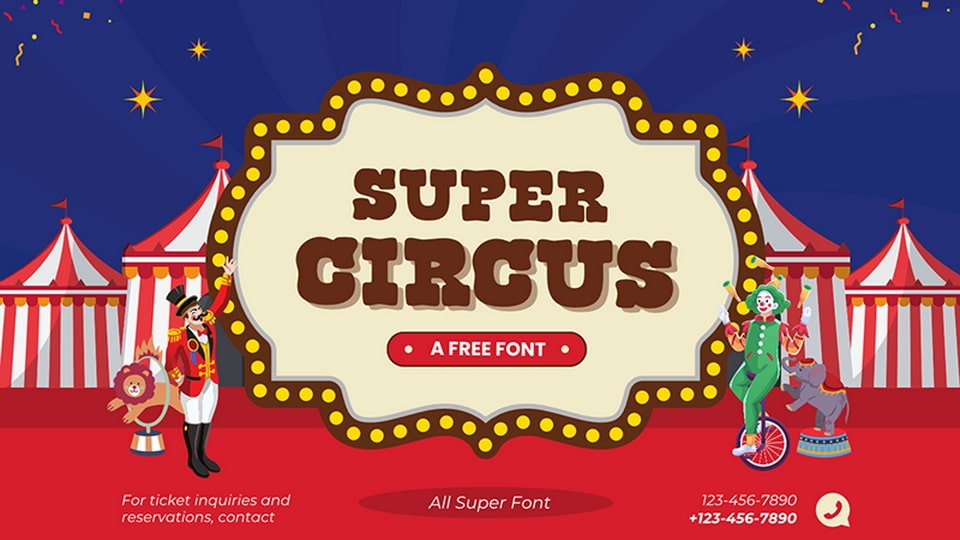 SUPER
CIRCUS
• A FREE FONT •
For ticket inquiries and
reservations, contact
All Super Font
123-456-7890
+123-456-7890